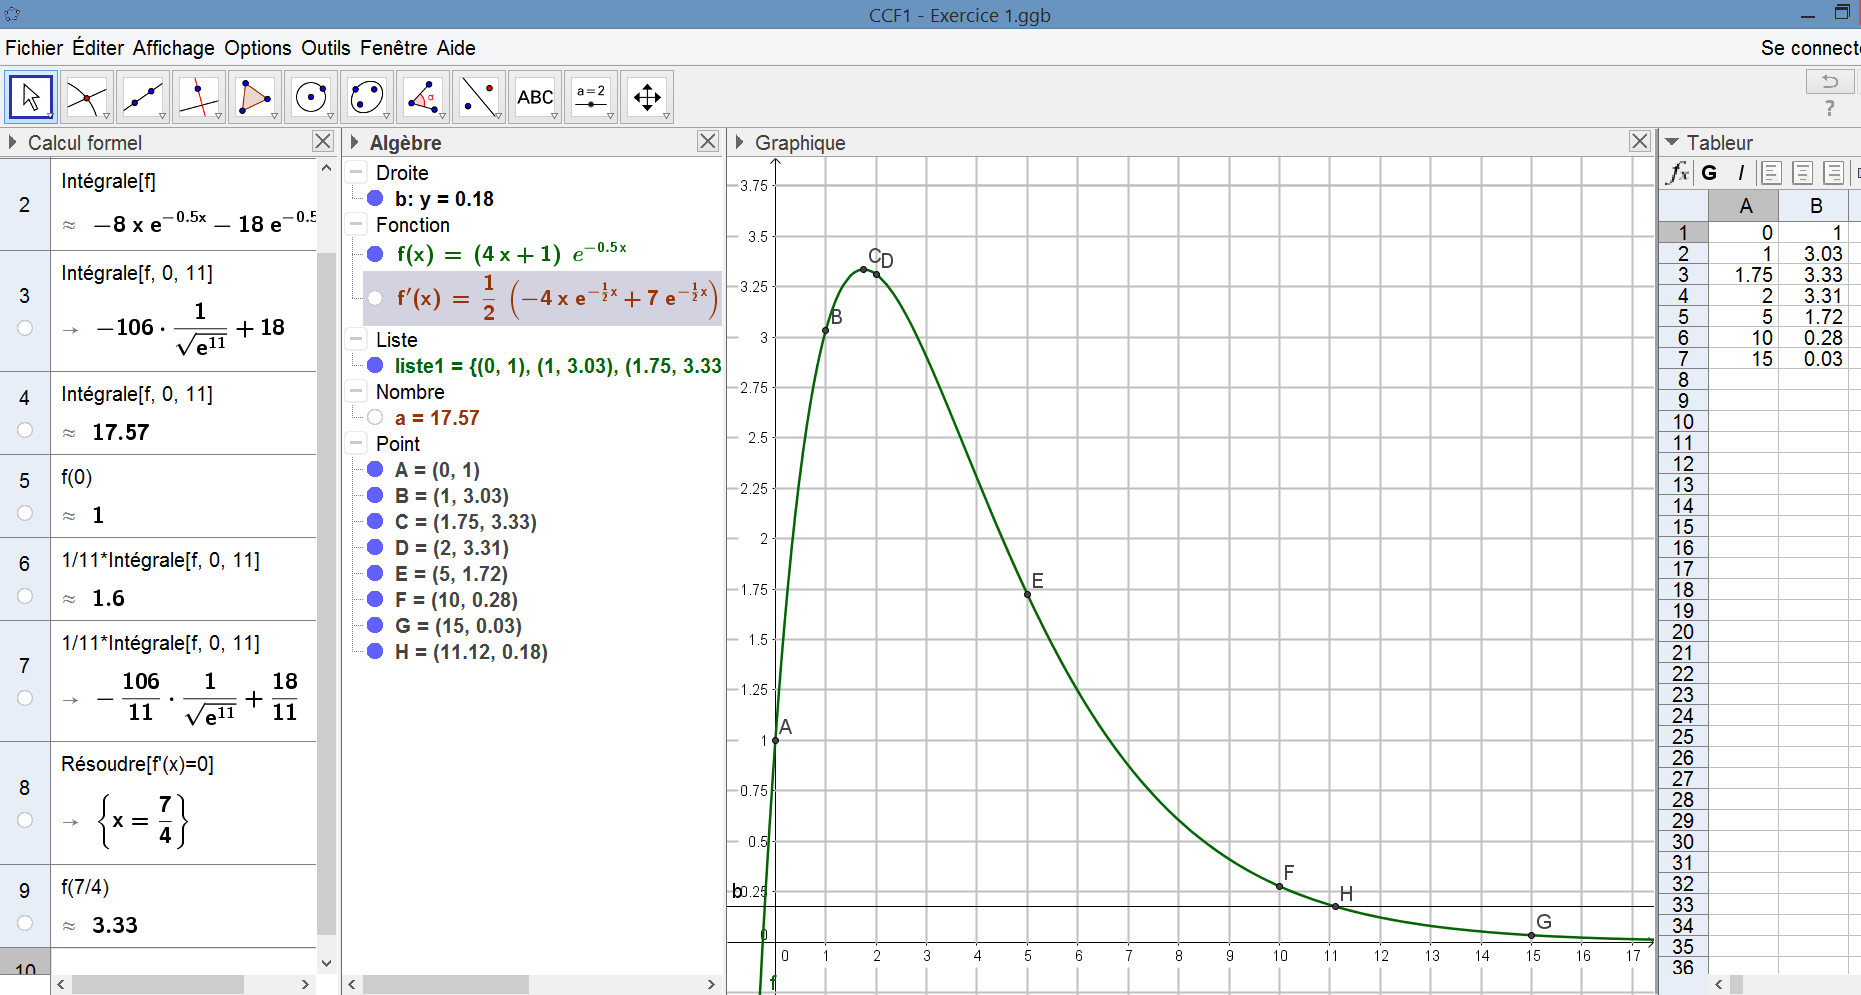 CCF1 - Exercice 1.ggb
Fichier Éditer Affichage Options Outils Fenêtre Aide
Se connect
ABC
a=2
?
Calcul formel
2
Intégrale[f]
≈ −8 x e^−0.5x − 18 e^−0.5
3
Intégrale[f, 0, 11]
→ −106 · 1/√e^11 + 18
4
Intégrale[f, 0, 11]
≈ 17.57
5
f(0)
≈ 1
6
1/11*Intégrale[f, 0, 11]
≈ 1.6
7
1/11*Intégrale[f, 0, 11]
→ − 106/11 · 1/√e^11 + 18/11
8
Résoudre[f'(x)=0]
→ {x = 7/4}
9
f(7/4)
≈ 3.33
10
Algèbre
Droite
b: y = 0.18
Fonction
f(x) = (4 x + 1) e^−0.5x
f′(x) = 1/2 (−4 x e^−1/2x + 7 e^−1/2x)
Liste
liste1 = {(0, 1), (1, 3.03), (1.75, 3.33
Nombre
a = 17.57
Point
A = (0, 1)
B = (1, 3.03)
C = (1.75, 3.33)
D = (2, 3.31)
E = (5, 1.72)
F = (10, 0.28)
G = (15, 0.03)
H = (11.12, 0.18)
Graphique
3.75
3.5
3.25
3
2.75
2.5
2.25
2
1.75
1.5
1.25
1
0.75
0.5
0.25
0
0 1 2 3 4 5 6 7 8 9 10 11 12 13 14 15 16 17
A
B
C
D
E
F
H
G
b
f
Tableur
fx G I
A B
1 0 1
2 1 3.03
3 1.75 3.33
4 2 3.31
5 5 1.72
6 10 0.28
7 15 0.03
8
9
10
11
12
13
14
15
16
17
18
19
20
21
22
23
24
25
26
27
28
29
30
31
32
33
34
35
36